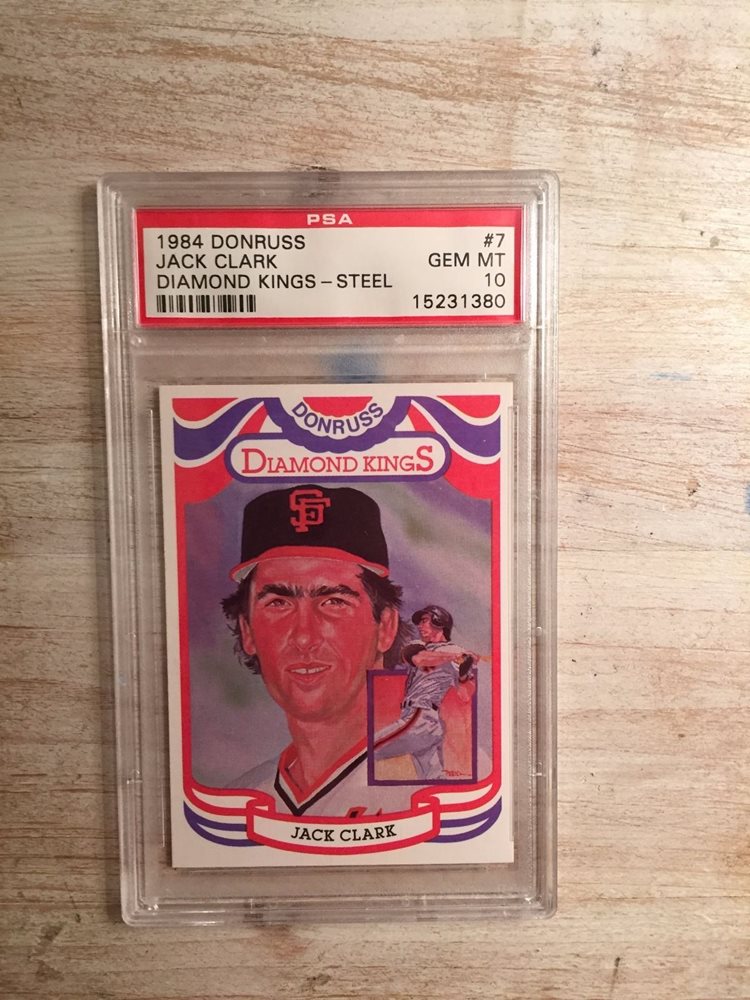 PSA
1984 DONRUSS #7
JACK CLARK GEM MT
DIAMOND KINGS – STEEL 10
15231380
DONRUSS
DIAMOND KINGS
SF
JACK CLARK